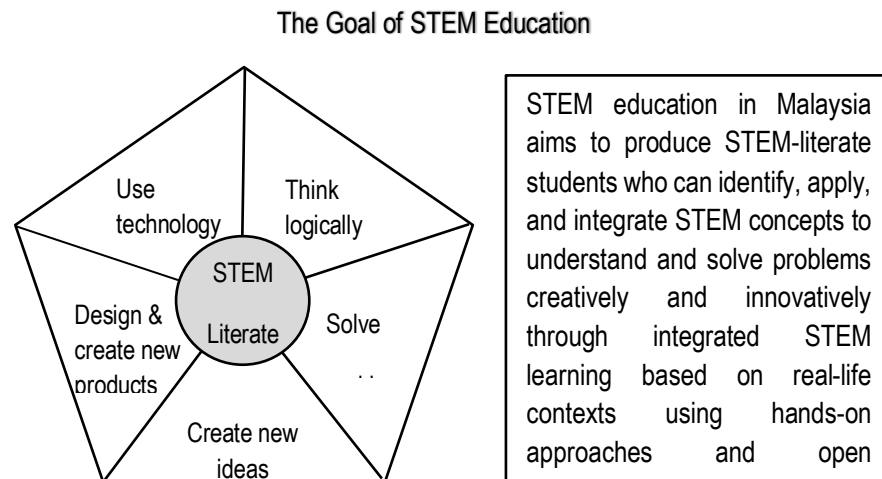 The Goal of STEM Education
Use
technology
Think
logically
STEM
Literate
Design &
create new
products
Solve
. .
Create new
ideas
STEM education in Malaysia
aims to produce STEM-literate
students who can identify, apply,
and integrate STEM concepts to
understand and solve problems
creatively and innovatively
through integrated STEM
learning based on real-life
contexts using hands-on
approaches and open